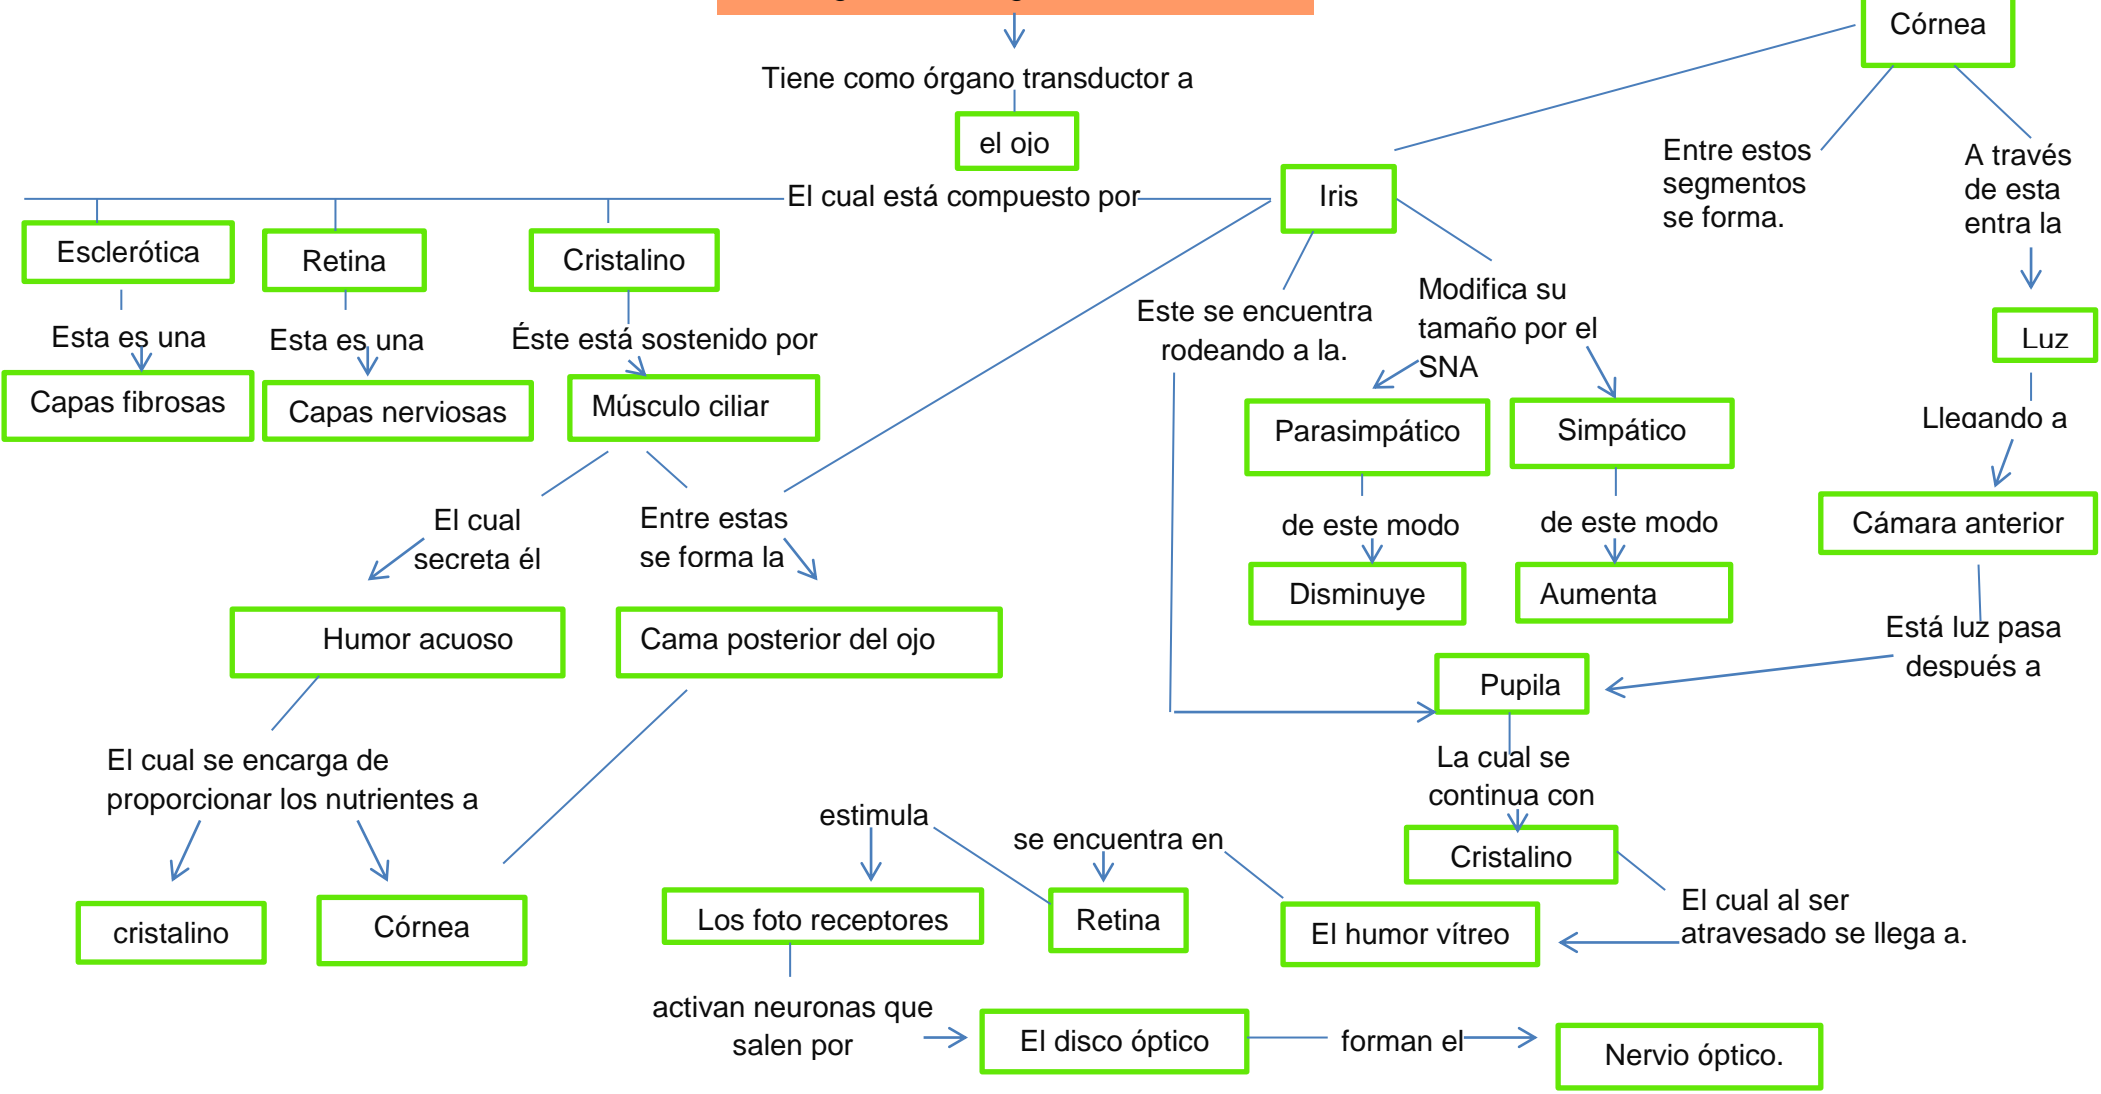 Córnea
Tiene como órgano transductor a
el ojo
Entre estos
segmentos
se forma.
A través
de esta
entra la
El cual está compuesto por
Iris
Esclerótica
Retina
Cristalino
Esta es una
Esta es una
Éste está sostenido por
Este se encuentra
rodeando a la.
Modifica su
tamaño por el
SNA
Luz
Capas fibrosas
Capas nerviosas
Músculo ciliar
Parasimpático
Simpático
Llegando a
El cual
secreta él
Entre estas
se forma la
de este modo
de este modo
Cámara anterior
Disminuye
Aumenta
Humor acuoso
Cama posterior del ojo
Está luz pasa
después a
Pupila
El cual se encarga de
proporcionar los nutrientes a
La cual se
continua con
estimula
se encuentra en
Cristalino
cristalino
Córnea
Los foto receptores
Retina
El humor vítreo
El cual al ser
atravesado se llega a.
activan neuronas que
salen por
El disco óptico
forman el
Nervio óptico.